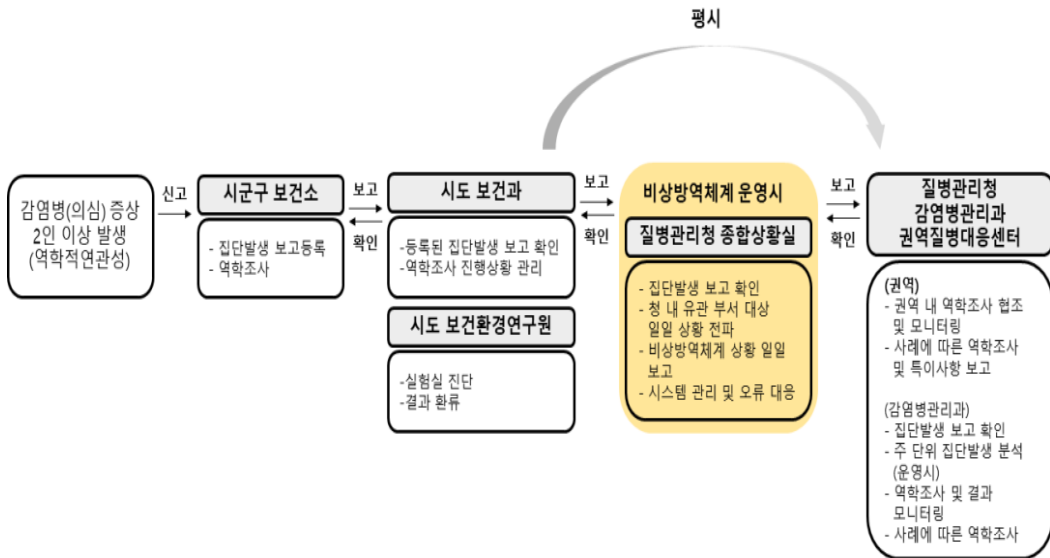 평시
감염병(의심) 증상
2인 이상 발생
(역학적연관성)
신고
시군구 보건소
- 집단발생 보고등록
- 역학조사
보고
확인
시도 보건과
-등록된 집단발생 보고 확인
-역학조사 진행상황 관리
시도 보건환경연구원
-실험실 진단
-결과 환류
보고
확인
비상방역체계 운영시
질병관리청 종합상황실
- 집단발생 보고 확인
- 청 내 유관 부서 대상
일일 상황 전파
- 비상방역체계 상황 일일
보고
- 시스템 관리 및 오류 대응
보고
확인
질병관리청
감염병관리과
권역질병대응센터
(권역)
- 권역 내 역학조사 협조
및 모니터링
- 사례에 따른 역학조사
및 특이사항 보고
(감염병관리과)
- 집단발생 보고 확인
- 주 단위 집단발생 분석
(운영시)
- 역학조사 및 결과
모니터링
- 사례에 따른 역학조사